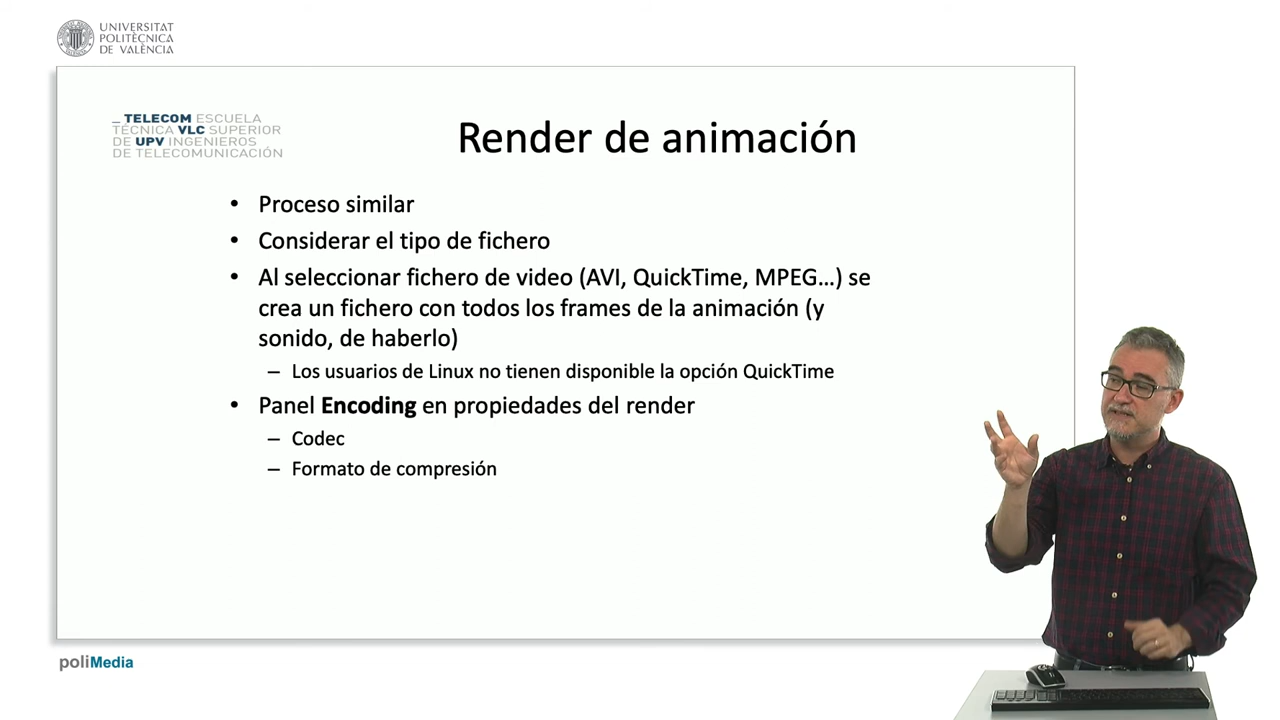 UNIVERSITAT
POLITÈCNICA
DE VALÈNCIA
_ TELECOM ESCUELA
TÉCNICA VLC SUPERIOR
DE UPV INGENIEROS
DE TELECOMUNICACIÓN
Render de animación
• Proceso similar
• Considerar el tipo de fichero
• Al seleccionar fichero de video (AVI, QuickTime, MPEG…) se
crea un fichero con todos los frames de la animación (y
sonido, de haberlo)
– Los usuarios de Linux no tienen disponible la opción QuickTime
• Panel Encoding en propiedades del render
– Codec
– Formato de compresión
poliMedia